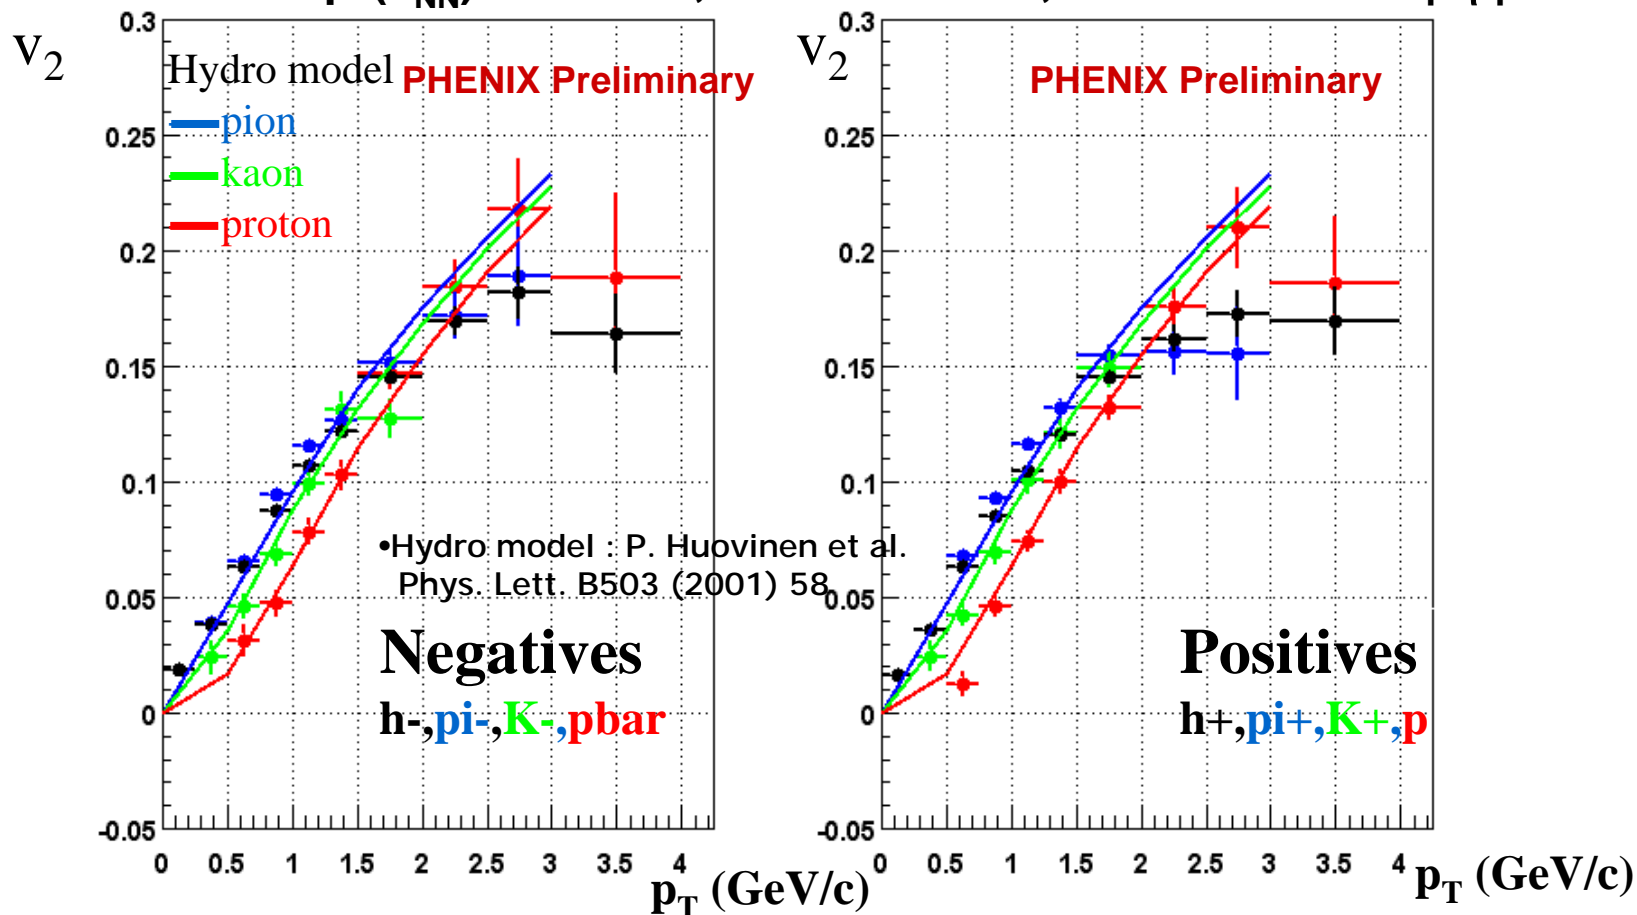 NN
v2
Hydro model
PHENIX Preliminary
pion
kaon
proton
0.3
0.25
0.2
0.15
0.1
0.05
0
-0.05
•Hydro model : P. Huovinen et al.
Phys. Lett. B503 (2001) 58
Negatives
h-,pi-,K-,pbar
0 0.5 1 1.5 2 2.5 3 3.5 4
pT (GeV/c)
v2
PHENIX Preliminary
0.3
0.25
0.2
0.15
0.1
0.05
0
-0.05
Positives
h+,pi+,K+,p
0 0.5 1 1.5 2 2.5 3 3.5 4
pT (GeV/c)